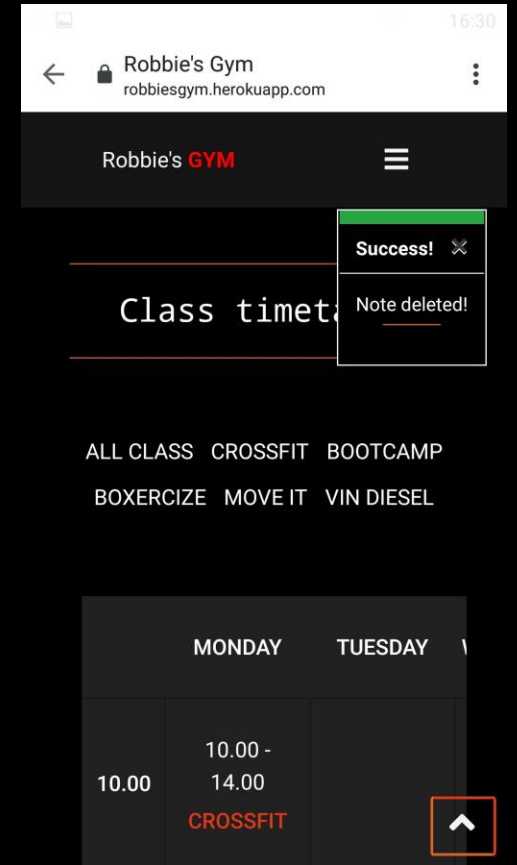 16:30
Robbie's Gym
robbiesgym.herokuapp.com
Robbie's GYM
Success!
Note deleted!
Class timeta
ALL CLASS CROSSFIT BOOTCAMP
BOXERCIZE MOVE IT VIN DIESEL
MONDAY TUESDAY
10.00
10.00 -
14.00
CROSSFIT